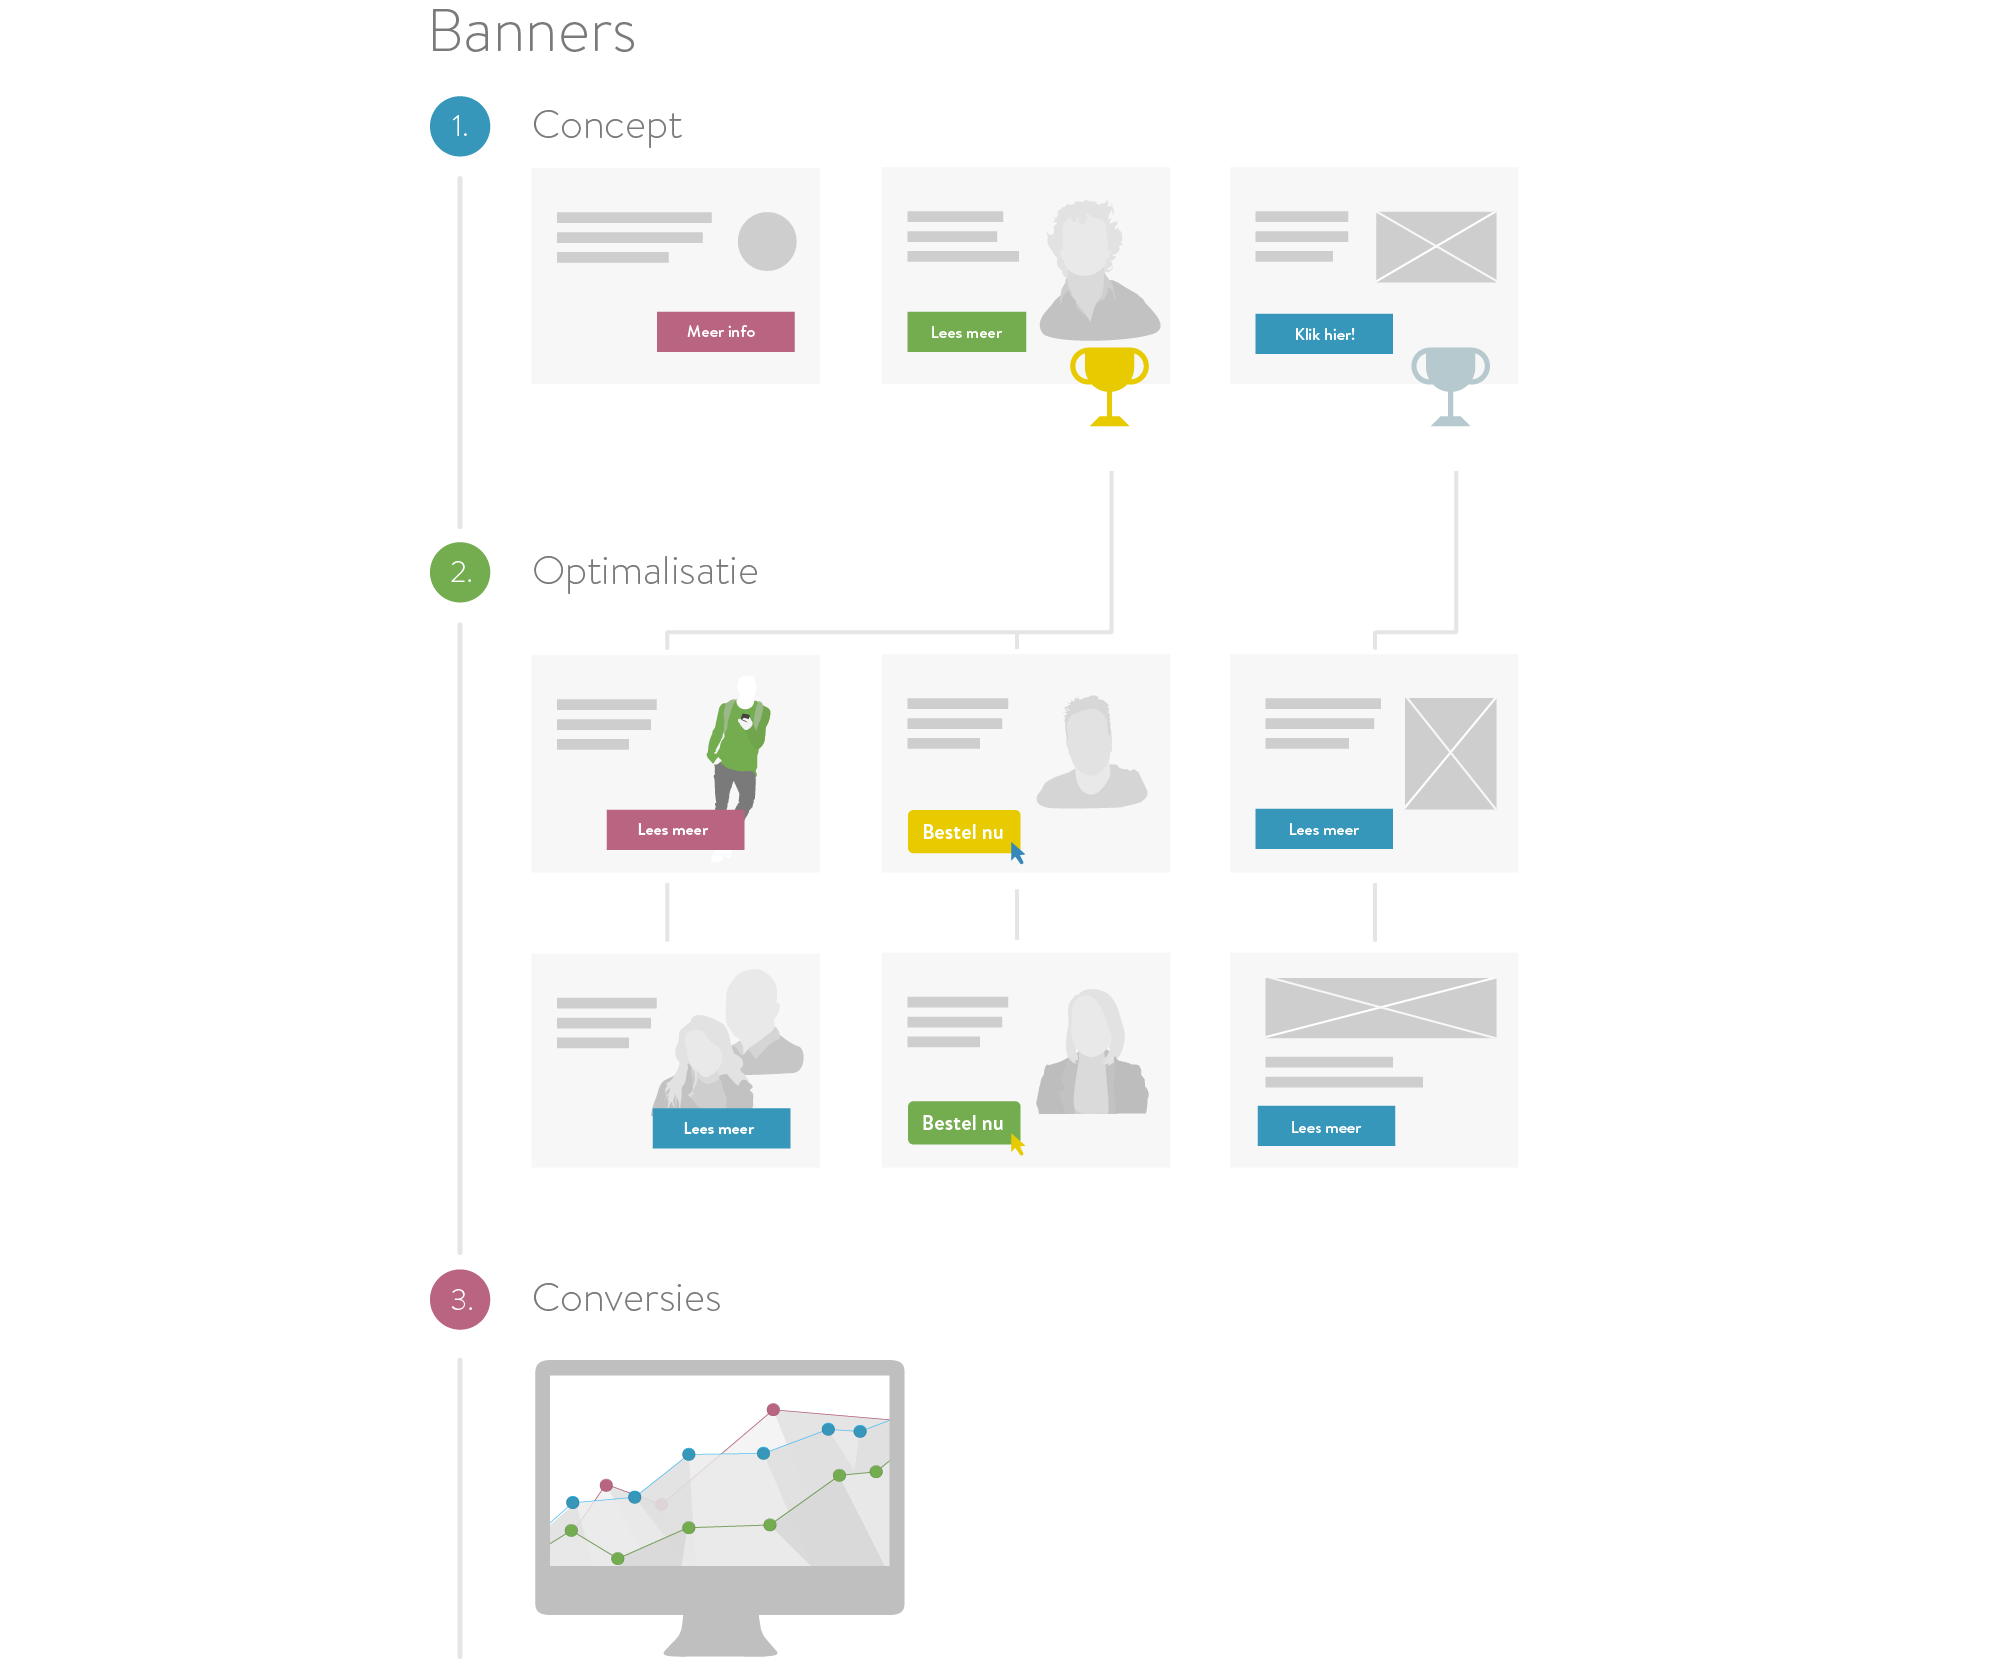 Banners
1.
Concept
Meer info
Lees meer
Klik hier!
2.
Optimalisatie
Lees meer
Bestel nu
Lees meer
Lees meer
Bestel nu
Lees meer
3.
Conversies